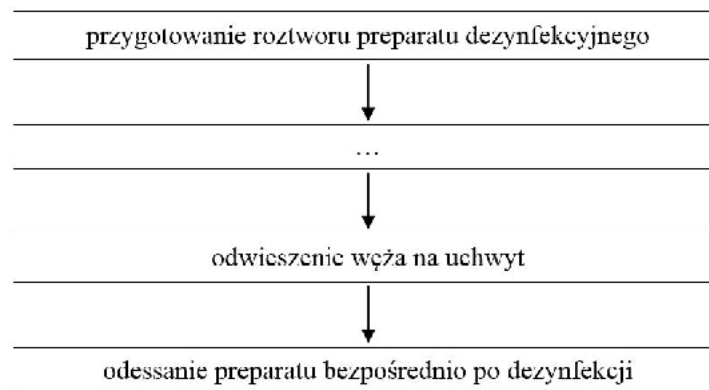 przygotowanie roztworu preparatu dezynfekcyjnego
...
odwieszenie węża na uchwyt
odessanie preparatu bezpośrednio po dezynfekcji